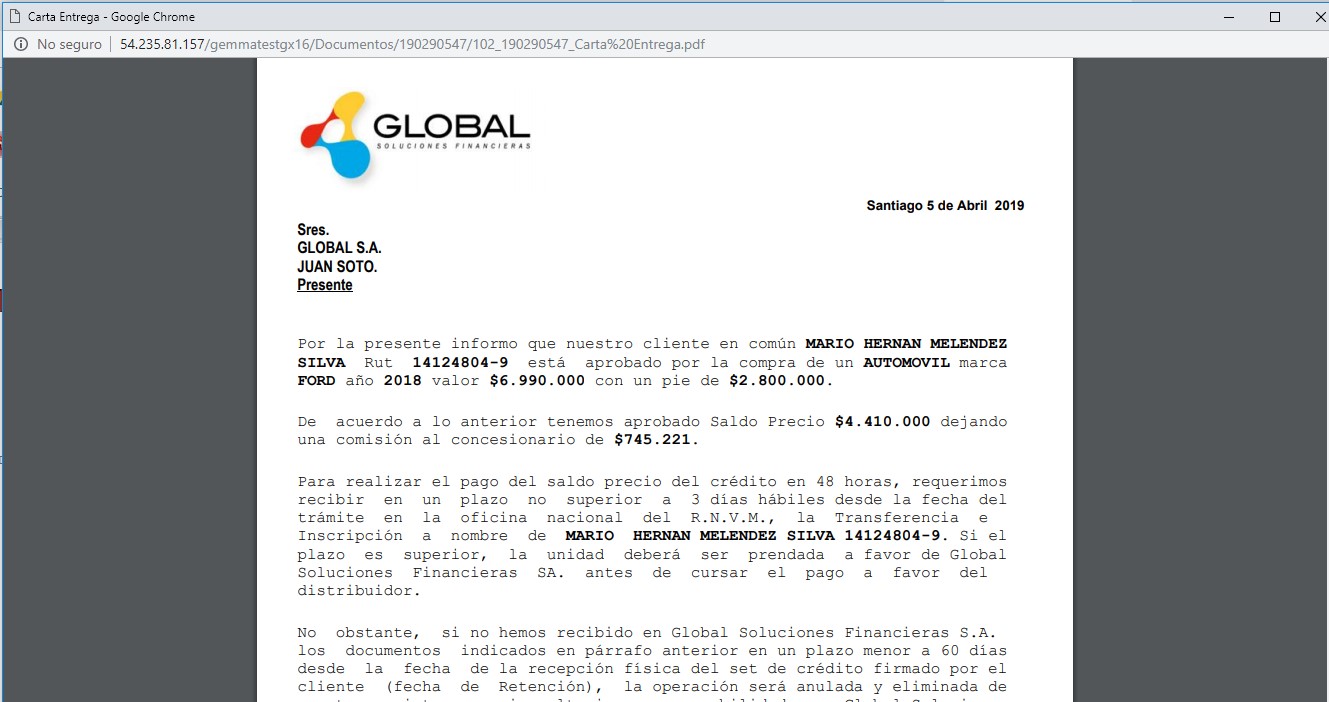 Carta Entrega - Google Chrome
No seguro | 54.235.81.157/gemmatestgx16/Documentos/190290547/102_190290547_Carta%20Entrega.pdf
GLOBAL
SOLUCIONES FINANCIERAS
Santiago 5 de Abril 2019
Sres.
GLOBAL S.A.
JUAN SOTO.
Presente
Por la presente informo que nuestro cliente en común MARIO HERNAN MELENDEZ
SILVA Rut 14124804-9 está aprobado por la compra de un AUTOMOVIL marca
FORD año 2018 valor $6.990.000 con un pie de $2.800.000.
De acuerdo a lo anterior tenemos aprobado Saldo Precio $4.410.000 dejando
una comisión al concesionario de $745.221.
Para realizar el pago del saldo precio del crédito en 48 horas, requerimos
recibir en un plazo no superior a 3 días hábiles desde la fecha del
trámite en la oficina nacional del R.N.V.M., la Transferencia e
Inscripción a nombre de MARIO HERNAN MELENDEZ SILVA 14124804-9. Si el
plazo es superior, la unidad deberá ser prendada a favor de Global
Soluciones Financieras SA. antes de cursar el pago a favor del
distribuidor.
No obstante, si no hemos recibido en Global Soluciones Financieras S.A.
los documentos indicados en párrafo anterior en un plazo menor a 60 días
desde la fecha de la recepción física del set de crédito firmado por el
cliente (fecha de Retención), la operación será anulada y eliminada de